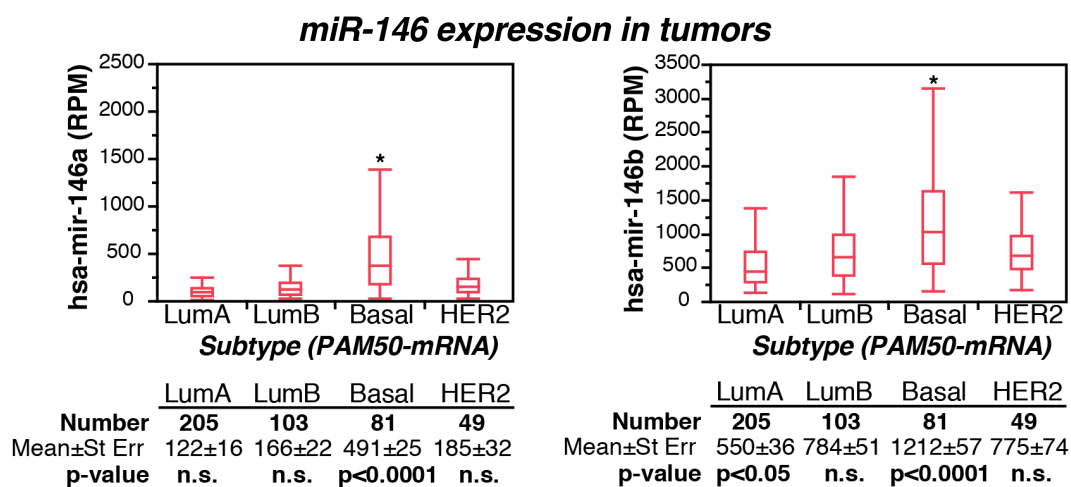 miR-146 expression in tumors
hsa-mir-146a (RPM)
2500
2000
1500
1000
500
0
*
LumA LumB Basal HER2
Subtype (PAM50-mRNA)
LumA LumB Basal HER2
Number 205 103 81 49
Mean±St Err 122±16 166±22 491±25 185±32
p-value n.s. n.s. p<0.0001 n.s.
hsa-mir-146b (RPM)
3500
3000
2500
2000
1500
1000
500
0
*
LumA LumB Basal HER2
Subtype (PAM50-mRNA)
LumA LumB Basal HER2
Number 205 103 81 49
Mean±St Err 550±36 784±51 1212±57 775±74
p-value p<0.05 n.s. p<0.0001 n.s.